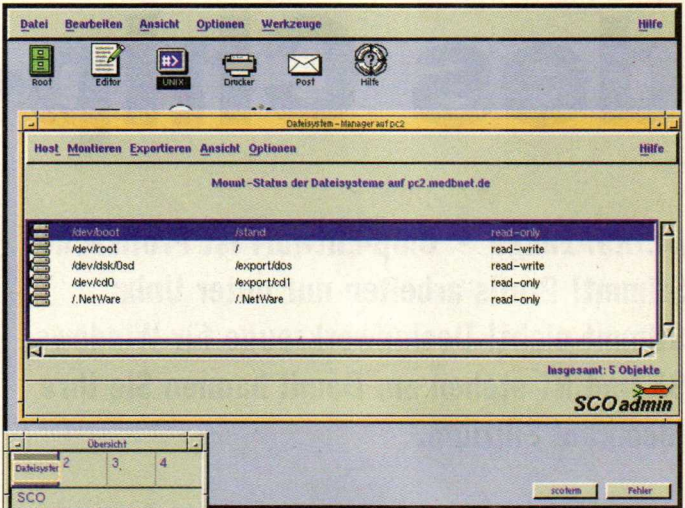 Datei Bearbeiten Ansicht Optionen Werkzeuge Hilfe
Root Editor UNIX Drucker Post Hilfe
Dateisystem-Manager auf pc2
Host Montieren Exportieren Ansicht Optionen Hilfe
Mount-Status der Dateisysteme auf pc2.medbnet.de
/dev/boot /stand read-only
/dev/root / read-write
/dev/dsk/0sd /export/dos read-write
/dev/cd0 /export/cd1 read-only
/.NetWare /.NetWare read-only
Insgesamt: 5 Objekte
SCOadmin
Übersicht
Dateisyster 2 3 4
SCO
scoterm Fehler